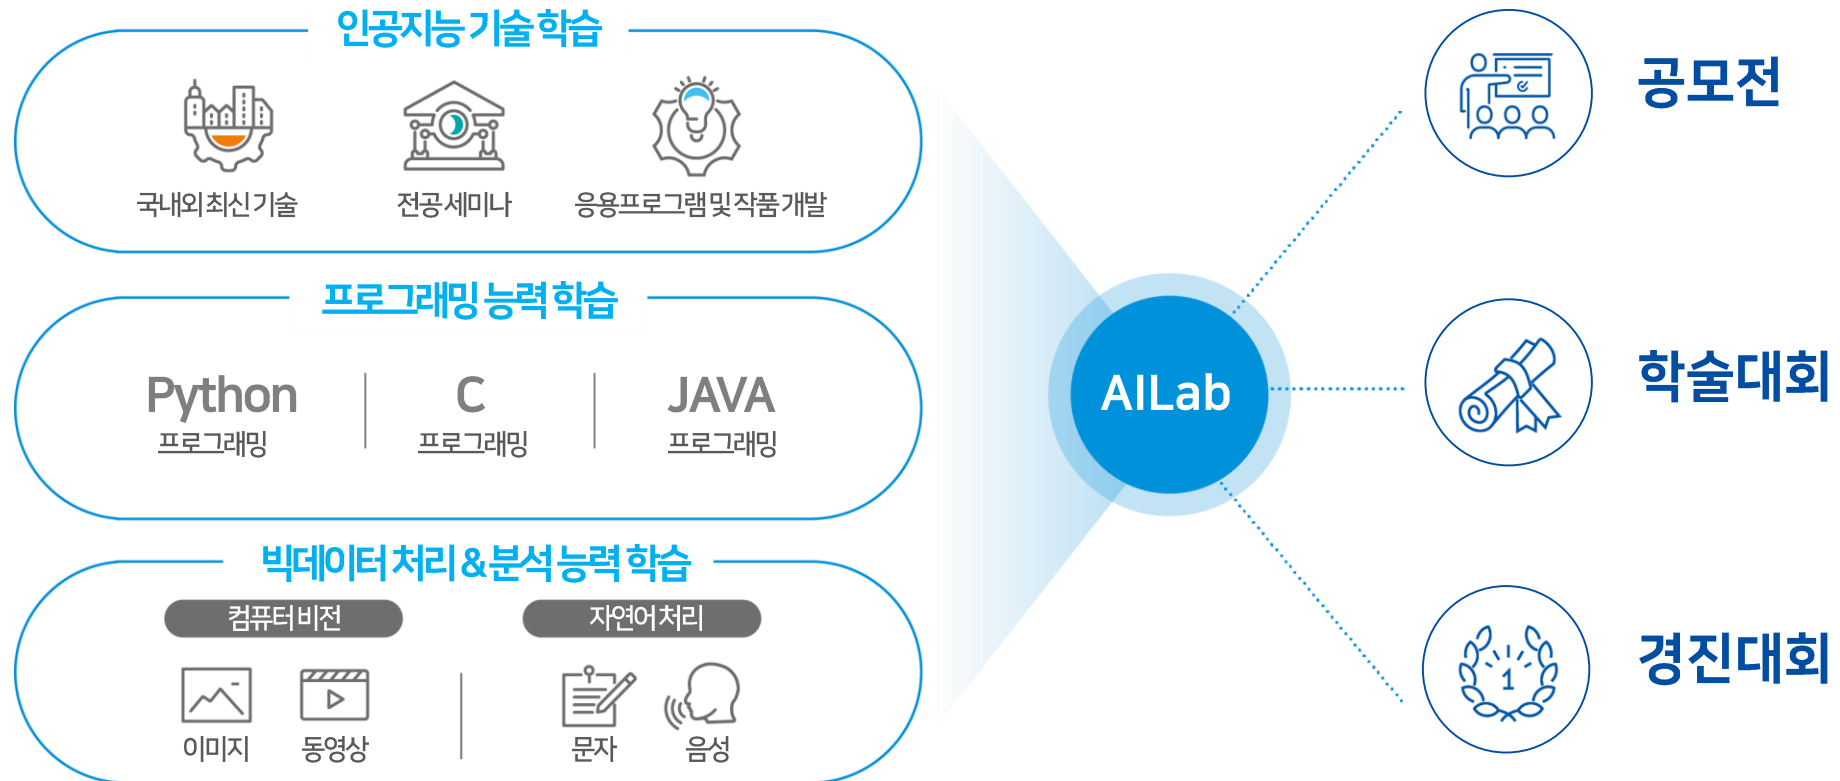 인공지능 기술 학습
국내외 최신 기술
전공 세미나
응용프로그램 및 작품 개발
프로그래밍 능력 학습
Python
프로그래밍
C
프로그래밍
JAVA
프로그래밍
빅데이터 처리 & 분석 능력 학습
컴퓨터 비전
이미지
동영상
자연어 처리
문자
음성
AILab
공모전
학술대회
1
경진대회